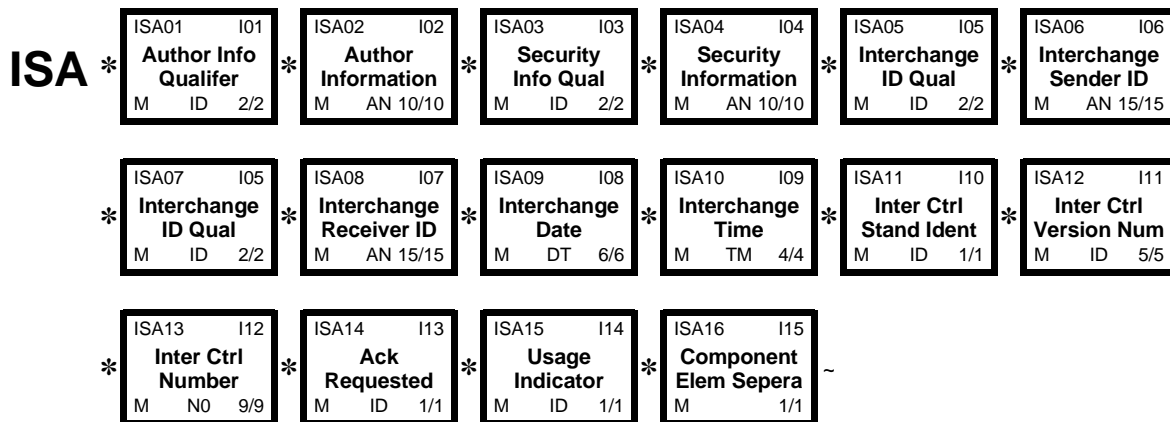 ISA01 I01 ISA02 I02 ISA03 I03 ISA04 I04 ISA05 I05 ISA06 I06
ISA * Author Info * Author * Security * Security * Interchange * Interchange
Qualifer Information Info Qual Information ID Qual Sender ID
M ID 2/2 M AN 10/10 M ID 2/2 M AN 10/10 M ID 2/2 M AN 15/15
ISA07 I05 ISA08 I07 ISA09 I08 ISA10 I09 ISA11 I10 ISA12 I11
* Interchange * Interchange * Interchange * Interchange * Inter Ctrl * Inter Ctrl
ID Qual Receiver ID Date Time Stand Ident Version Num
M ID 2/2 M AN 15/15 M DT 6/6 M TM 4/4 M ID 1/1 M ID 5/5
ISA13 I12 ISA14 I13 ISA15 I14 ISA16 I15
* Inter Ctrl * Ack * Usage * Component ~
Number Requested Indicator Elem Sepera
M N0 9/9 M ID 1/1 M ID 1/1 M 1/1